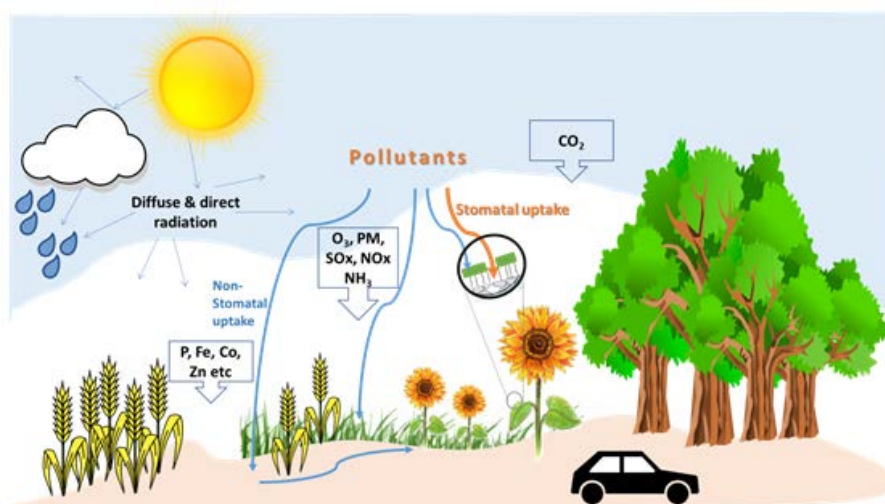 CO₂
Pollutants
Diffuse & direct
radiation
Stomatal uptake
O₃, PM,
SOx, NOx
NH₃
Non-
Stomatal
uptake
P, Fe, Co,
Zn etc